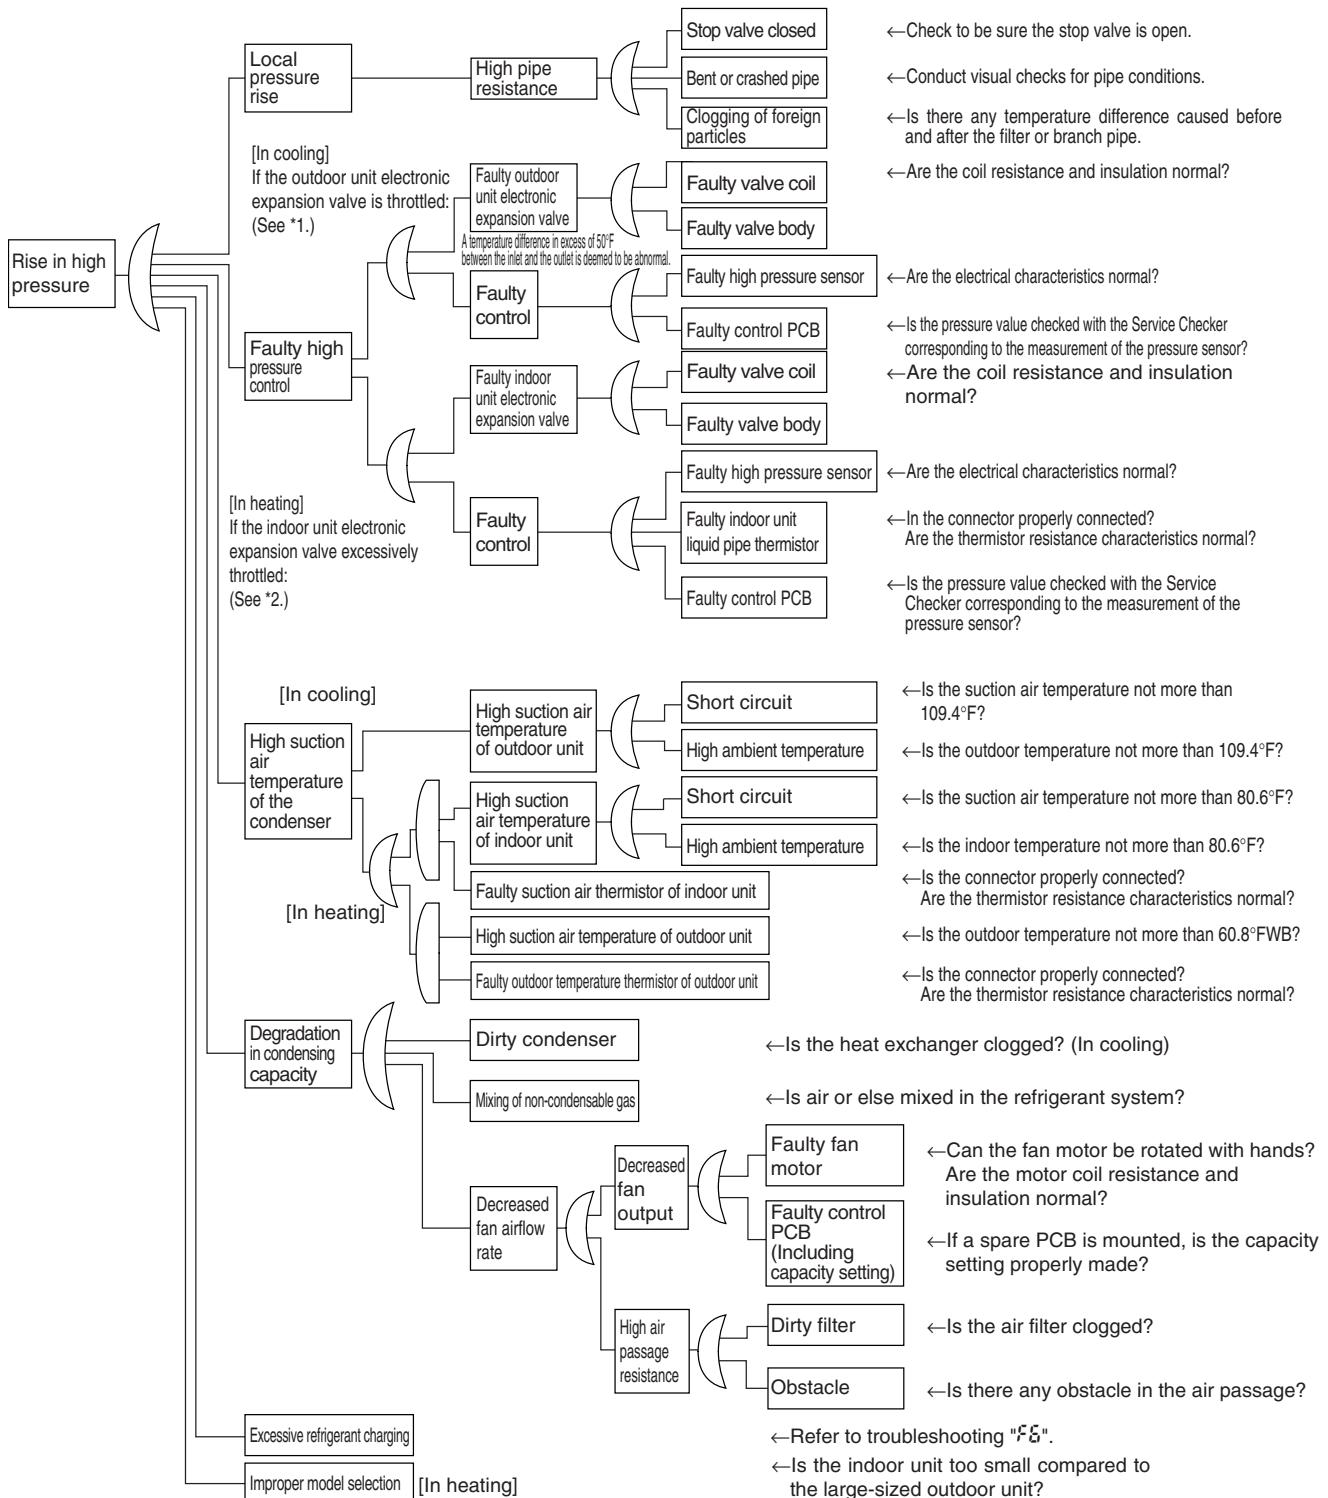 Rise in high
pressure
Local
pressure
rise
High pipe
resistance
Stop valve closed
←Check to be sure the stop valve is open.
Bent or crashed pipe
←Conduct visual checks for pipe conditions.
Clogging of foreign
particles
←Is there any temperature difference caused before
and after the filter or branch pipe.
[In cooling]
If the outdoor unit electronic
expansion valve is throttled:
(See *1.)
Faulty high
pressure
control
Faulty outdoor
unit electronic
expansion valve
A temperature difference in excess of 50°F
between the inlet and the outlet is deemed to be abnormal.
Faulty valve coil
←Are the coil resistance and insulation normal?
Faulty valve body
Faulty
control
Faulty high pressure sensor
←Are the electrical characteristics normal?
Faulty control PCB
←Is the pressure value checked with the Service Checker
corresponding to the measurement of the pressure sensor?
Faulty indoor
unit electronic
expansion valve
Faulty valve coil
←Are the coil resistance and insulation
normal?
Faulty valve body
[In heating]
If the indoor unit electronic
expansion valve excessively
throttled:
(See *2.)
Faulty
control
Faulty high pressure sensor
←Are the electrical characteristics normal?
Faulty indoor unit
liquid pipe thermistor
←In the connector properly connected?
Are the thermistor resistance characteristics normal?
Faulty control PCB
←Is the pressure value checked with the Service
Checker corresponding to the measurement of the
pressure sensor?
[In cooling]
High suction
air
temperature
of the
condenser
High suction air
temperature
of outdoor unit
Short circuit
←Is the suction air temperature not more than
109.4°F?
High ambient temperature
←Is the outdoor temperature not more than 109.4°F?
[In heating]
High suction
air temperature
of indoor unit
Short circuit
←Is the suction air temperature not more than 80.6°F?
High ambient temperature
←Is the indoor temperature not more than 80.6°F?
Faulty suction air thermistor of indoor unit
←Is the connector properly connected?
Are the thermistor resistance characteristics normal?
High suction air temperature of outdoor unit
←Is the outdoor temperature not more than 60.8°FWB?
Faulty outdoor temperature thermistor of outdoor unit
←Is the connector properly connected?
Are the thermistor resistance characteristics normal?
Degradation
in condensing
capacity
Dirty condenser
←Is the heat exchanger clogged? (In cooling)
Mixing of non-condensable gas
←Is air or else mixed in the refrigerant system?
Decreased
fan airflow
rate
Decreased
fan
output
Faulty fan
motor
←Can the fan motor be rotated with hands?
Are the motor coil resistance and
insulation normal?
Faulty control
PCB
(Including
capacity setting)
←If a spare PCB is mounted, is the capacity
setting properly made?
High air
passage
resistance
Dirty filter
←Is the air filter clogged?
Obstacle
←Is there any obstacle in the air passage?
Excessive refrigerant charging
←Refer to troubleshooting "F6".
Improper model selection
[In heating]
←Is the indoor unit too small compared to
the large-sized outdoor unit?